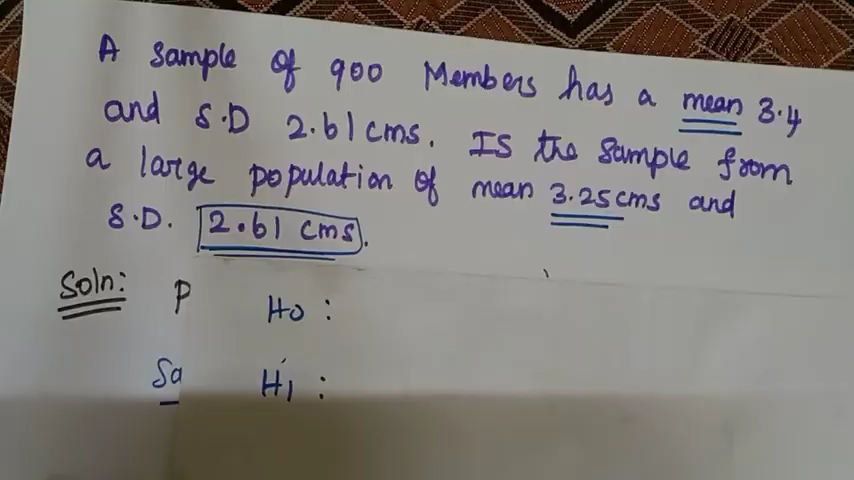 A sample of 900 Members has a mean 3.4
and S.D 2.61 cms. Is the sample from
a large population of mean 3.25 cms and
S.D. 2.61 cms.
Soln: P
H0 :
Sa
H1 :